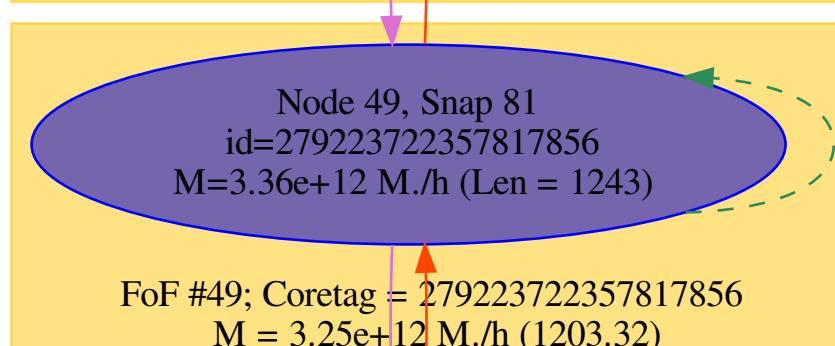 Node 49, Snap 81
id=279223722357817856
M=3.36e+12 M./h (Len = 1243)
FoF #49; Coretag = 279223722357817856
M = 3.25e+12 M./h (1203.32)